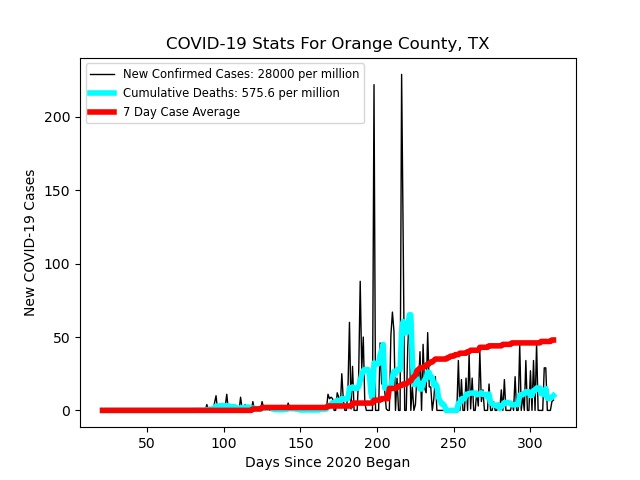 COVID-19 Stats For Orange County, TX
New Confirmed Cases: 28000 per million
Cumulative Deaths: 575.6 per million
7 Day Case Average
New COVID-19 Cases
200
150
100
50
0
50 100 150 200 250 300
Days Since 2020 Began